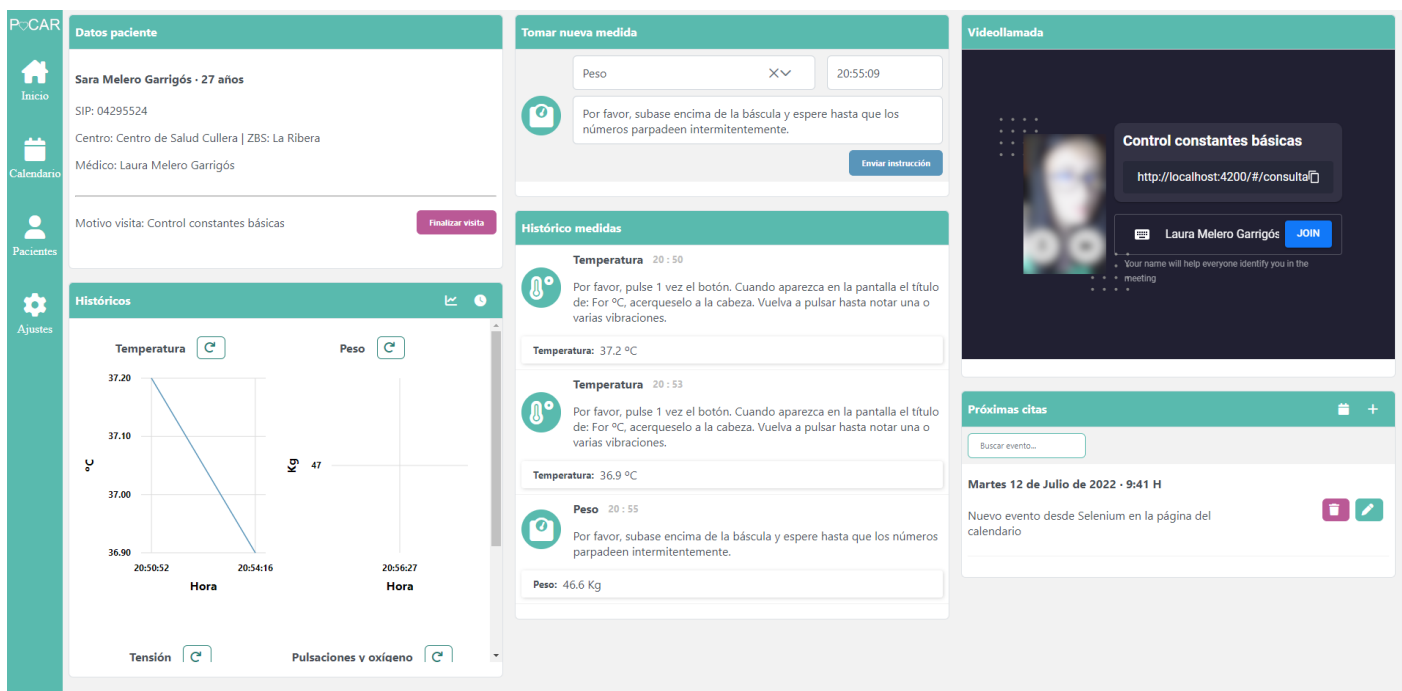 POCAR
Inicio
Calendario
Pacientes
Ajustes
Datos paciente
Sara Melero Garrigós · 27 años
SIP: 04295524
Centro: Centro de Salud Cullera | ZBS: La Ribera
Médico: Laura Melero Garrigós
Motivo visita: Control constantes básicas
Finalizar visita
Históricos
Temperatura
37.20
37.10
37.00
36.90
ºC
20:50:52 20:54:16
Hora
Peso
Kg
47
20:56:27
Hora
Tensión
Pulsaciones y oxígeno
Tomar nueva medida
Peso
20:55:09
Por favor, subase encima de la báscula y espere hasta que los
números parpadeen intermitentemente.
Enviar instrucción
Histórico medidas
Temperatura 20 : 50
Por favor, pulse 1 vez el botón. Cuando aparezca en la pantalla el título
de: For ºC, acerqueselo a la cabeza. Vuelva a pulsar hasta notar una o
varias vibraciones.
Temperatura: 37.2 ºC
Temperatura 20 : 53
Por favor, pulse 1 vez el botón. Cuando aparezca en la pantalla el título
de: For ºC, acerqueselo a la cabeza. Vuelva a pulsar hasta notar una o
varias vibraciones.
Temperatura: 36.9 ºC
Peso 20 : 55
Por favor, subase encima de la báscula y espere hasta que los números
parpadeen intermitentemente.
Peso: 46.6 Kg
Videollamada
Control constantes básicas
http://localhost:4200/#/consulta
Laura Melero Garrigós
JOIN
Your name will help everyone identify you in the
meeting
Próximas citas
Buscar evento...
Martes 12 de Julio de 2022 · 9:41 H
Nuevo evento desde Selenium en la página del
calendario